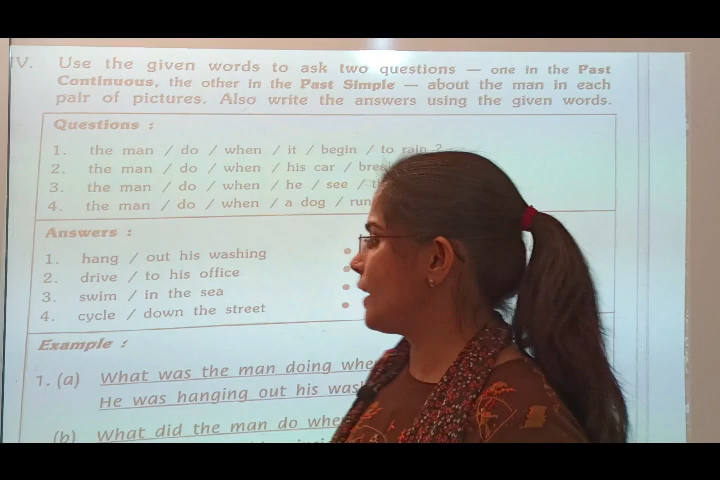 IV. Use the given words to ask two questions — one in the Past
Continuous, the other in the Past Simple — about the man in each
pair of pictures. Also write the answers using the given words.
Questions :
1. the man / do / when / it / begin / to rain ?
2. the man / do / when / his car /
3. the man / do / when / he / see /
4. the man / do / when / a dog / run
Answers :
1. hang / out his washing
2. drive / to his office
3. swim / in the sea
4. cycle / down the street
Example :
1. (a) What was the man doing
He was hanging out his
(b) What did the man do